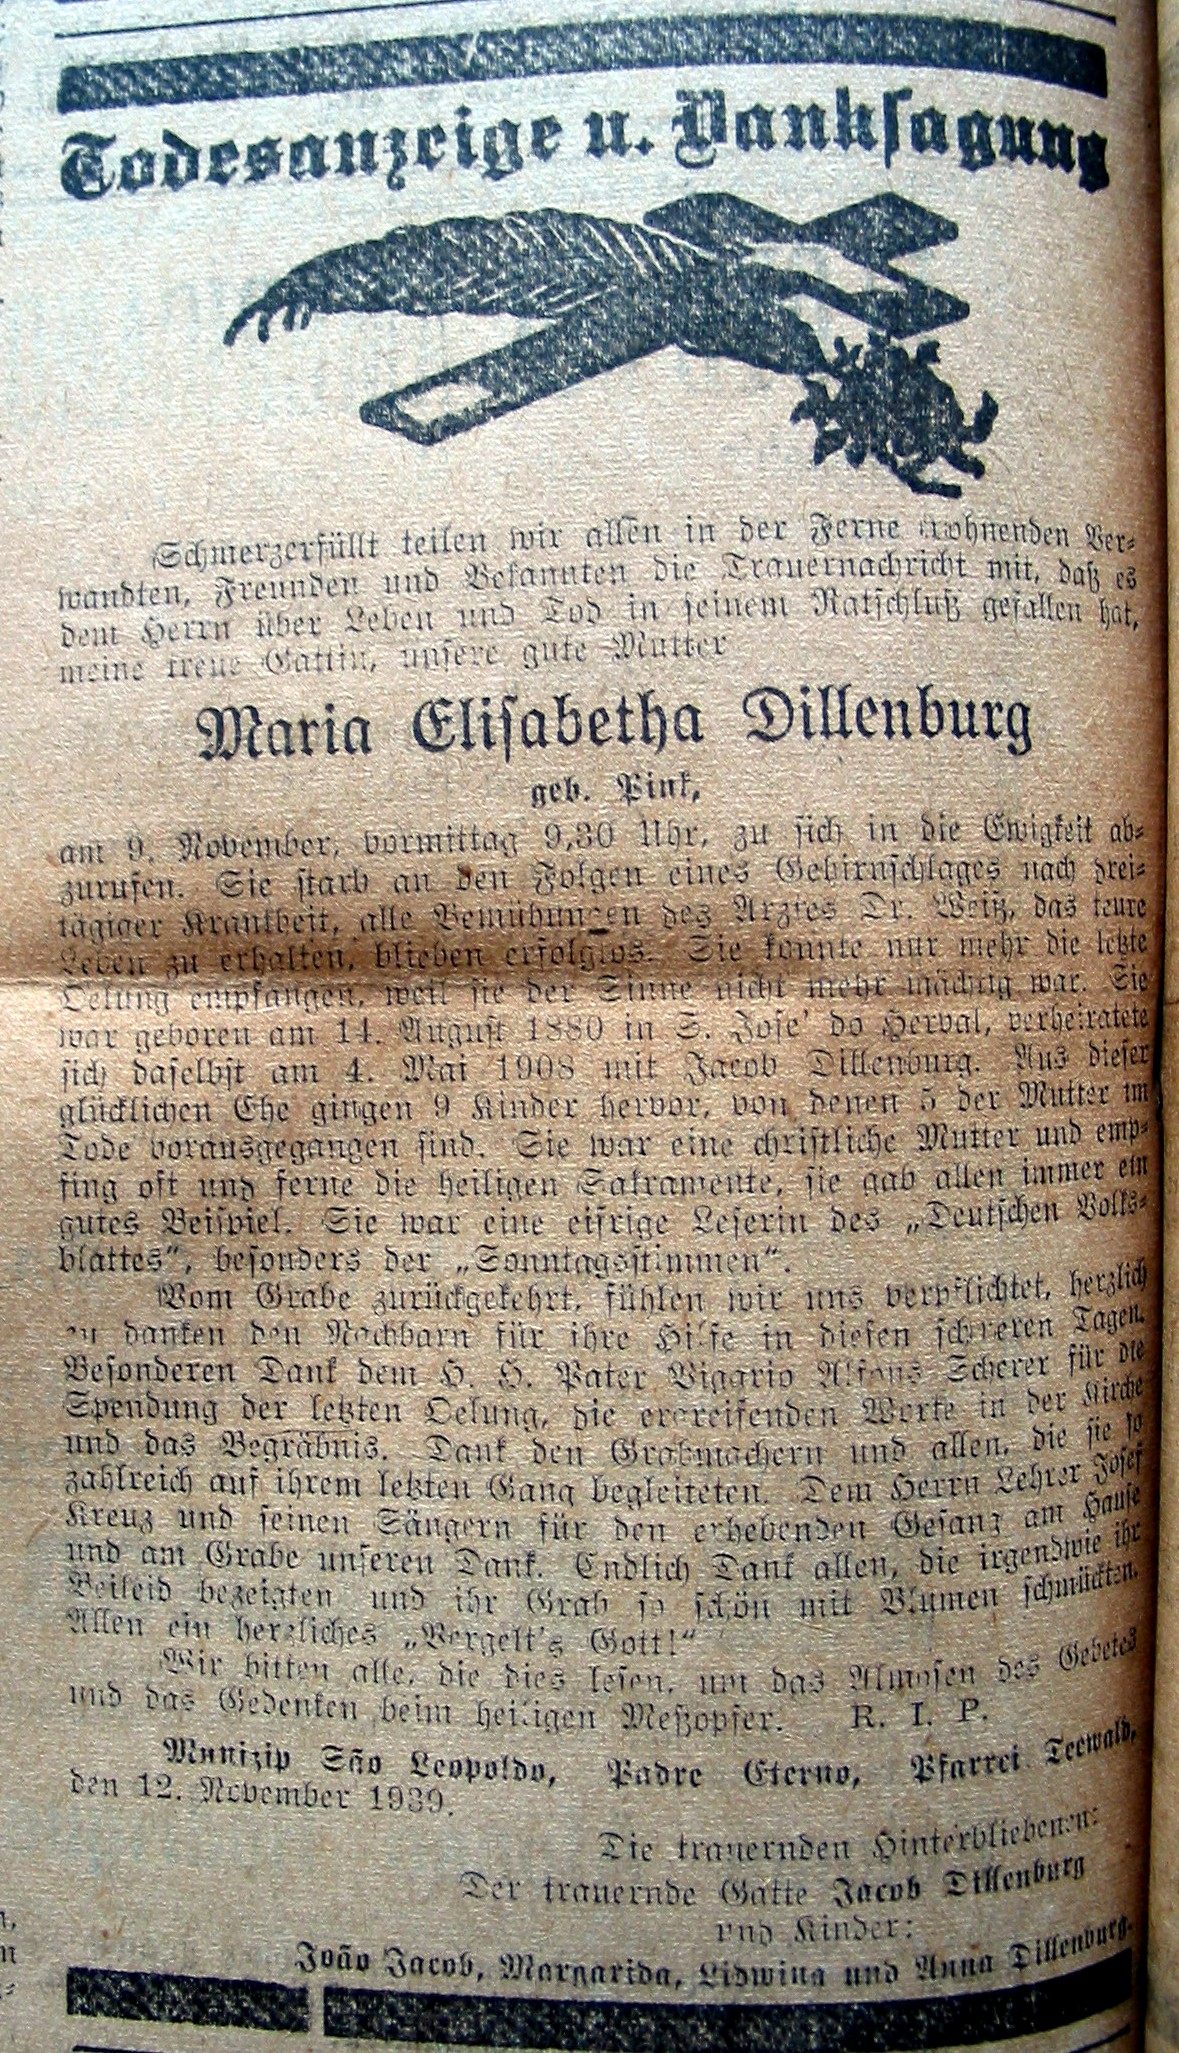 Todesanzeige u. Danksagung
Schmerzerfüllt teilen wir allen in der Ferne wohnenden Ver-
wandten, Freunden und Bekannten die Trauernachricht mit, daß es
dem Herrn über Leben und Tod in seinem Ratschluß gefallen hat,
meine treue Gattin, unsere gute Mutter
Maria Elisabetha Dillenburg
geb. Pink,
am 9. November, vormittag 9,30 Uhr, zu sich in die Ewigkeit ab-
zurufen. Sie starb an den Folgen eines Gehirnschlages nach drei-
tägiger Krankheit, alle Bemühungen des Arztes Dr. Weiß, das teure
Leben zu erhalten, blieben erfolglos. Sie konnte nur mehr die letzte
Oelung empfangen, weil sie der Sinne nicht mehr mächtig war. Sie
war geboren am 14. August 1880 in S. Jose' do Herval, verheiratete
sich daselbst am 4. Mai 1908 mit Jacob Dillenburg. Aus dieser
glücklichen Ehe gingen 9 Kinder hervor, von denen 5 der Mutter im
Tode vorausgegangen sind. Sie war eine christliche Mutter und emp-
fing oft und ferne die heiligen Sakramente, sie gab allen immer ein
gutes Beispiel. Sie war eine eifrige Leserin des „Deutschen Volks-
blattes“, besonders der „Sonntagsstimmen“.
Vom Grabe zurückgekehrt, fühlen wir uns verpflichtet, herzlich
zu danken den Nachbarn für ihre Hilfe in diesen schweren Tagen.
Besonderen Dank dem H. H. Pater Vigario Alfons Scherer für die
Spendung der letzten Oelung, die ergreifenden Worte in der Kirche
und das Begräbnis. Dank den Grabmachern und allen, die sie so
zahlreich auf ihrem letzten Gang begleiteten. Dem Herrn Lehrer Josef
Kreuz und seinen Sängern für den erhebenden Gesang am Hause
und am Grabe unseren Dank. Endlich Dank allen, die irgendwie ihr
Beileid bezeigten und ihr Grab so schön mit Blumen schmückten.
Allen ein herzliches „Vergelt's Gott!“
Wir bitten alle, die dies lesen, um das Almosen des Gebetes
und das Gedenken beim heiligen Meßopfer. R. I. P.
Munizip São Leopoldo, Padre Eterno, Pfarrei Teewald,
den 12. November 1939.
Die trauernden Hinterbliebenen:
Der trauernde Gatte Jacob Dillenburg
und Kinder:
João Jacob, Margarida, Lidwina und Anna Dillenburg.